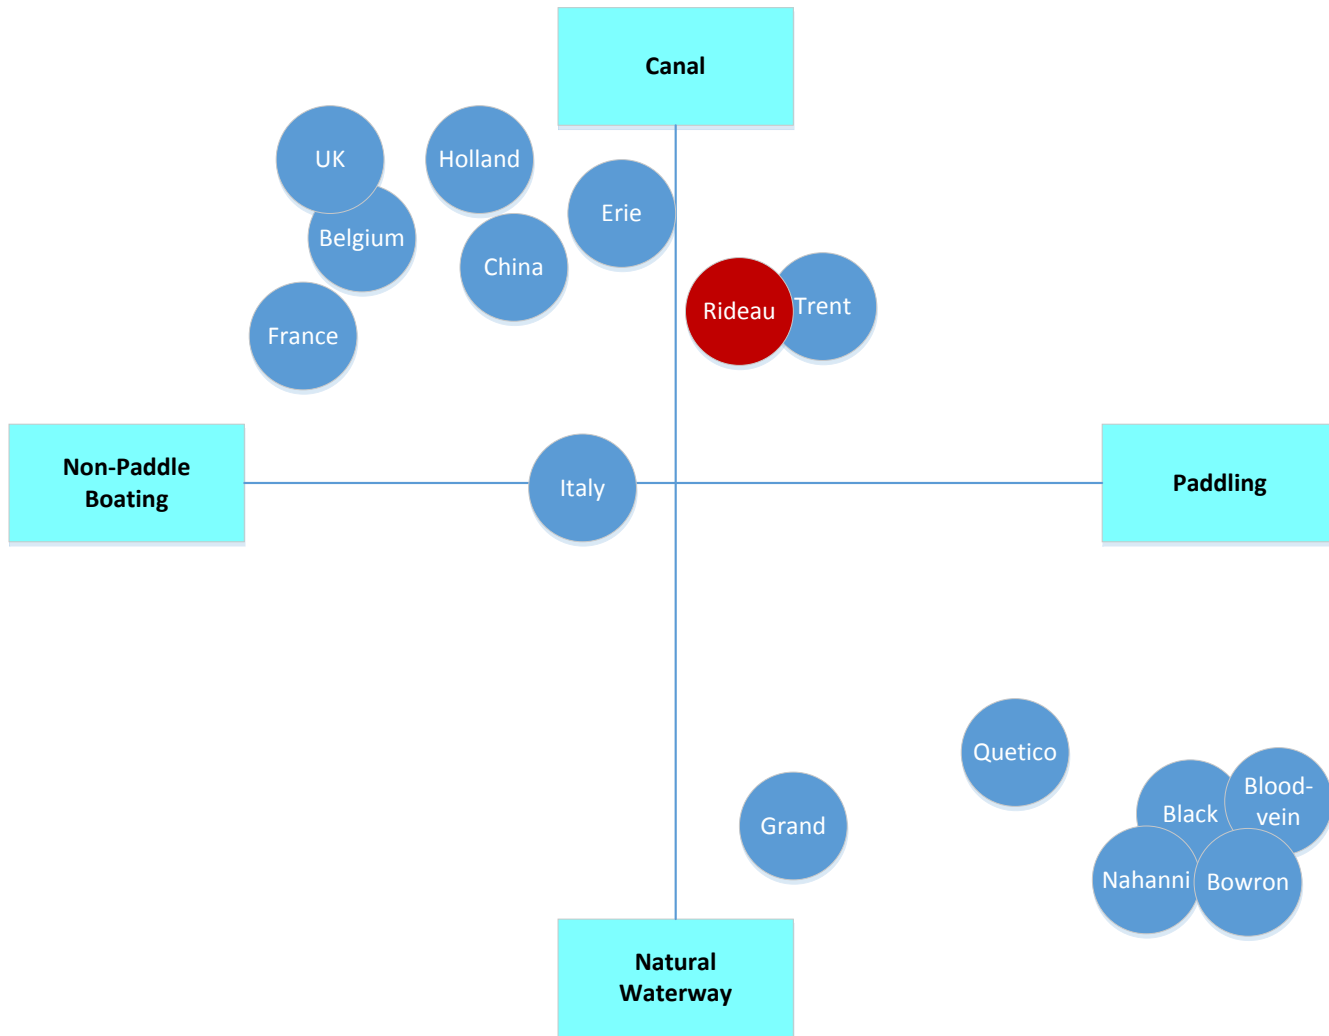 Canal
UK
Holland
Erie
Belgium
China
Rideau
Trent
France
Non-Paddle
Boating
Italy
Paddling
Quetico
Blood-
vein
Black
Grand
Nahanni
Bowron
Natural
Waterway